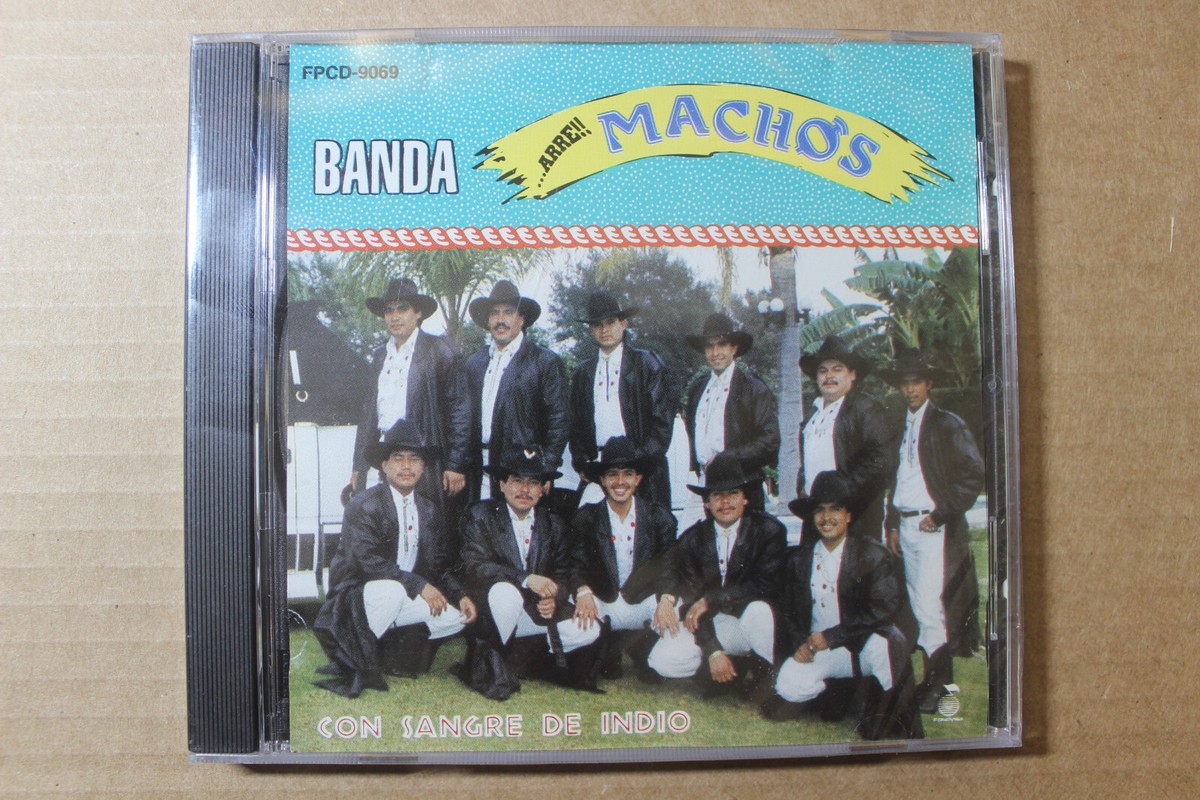 FPCD-9069
BANDA
...ARRE!! MACHOS
CON SANGRE DE INDIO